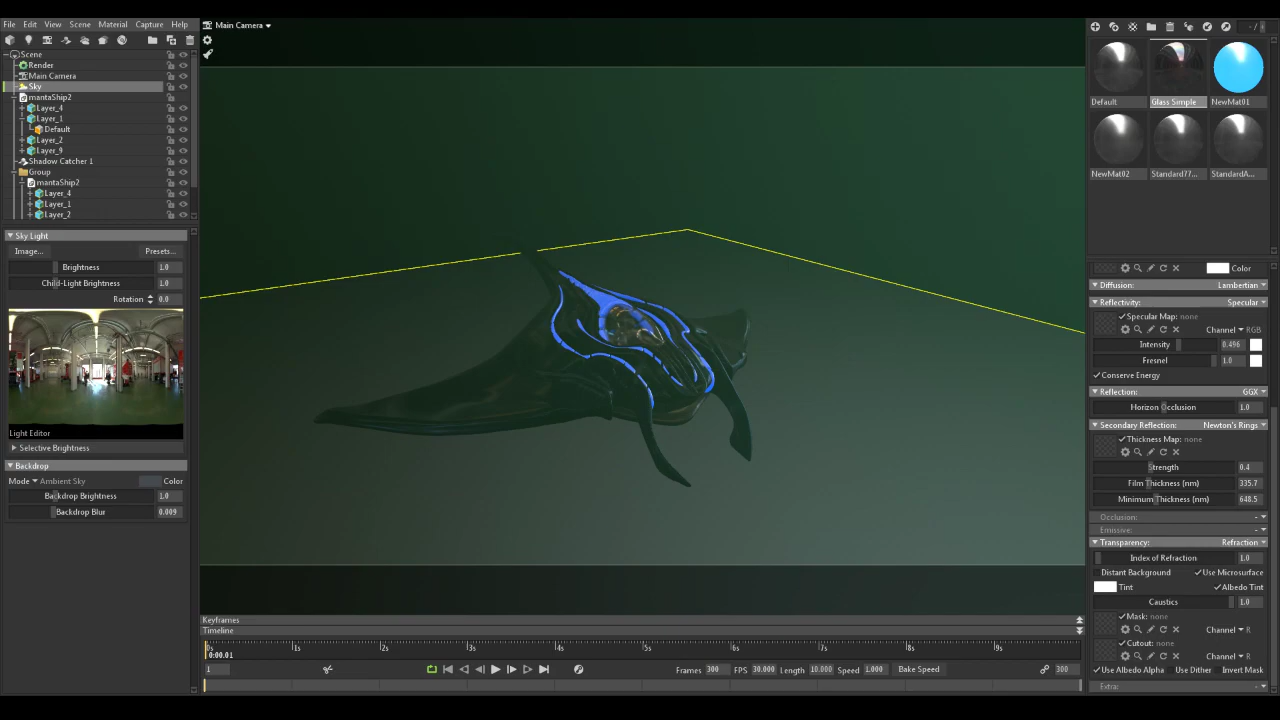 File Edit View Scene Material Capture Help
Main Camera
- /
Scene
Render
Main Camera
Sky
mantaShip2
Layer_4
Layer_1
Default
Layer_2
Layer_9
Shadow Catcher 1
Group
mantaShip2
Layer_4
Layer_1
Layer_2
Sky Light
Image... Presets...
Brightness 1.0
Child-Light Brightness 1.0
Rotation 0.0
Light Editor
Selective Brightness
Backdrop
Mode Ambient Sky Color
Backdrop Brightness 1.0
Backdrop Blur 0.009
Keyframes
Timeline
0s 1s 2s 3s 4s 5s 6s 7s 8s 9s
0:00.01
1 Frames 300 FPS 30.000 Length 10.000 Speed 1.000 Bake Speed 300
Default Glass Simple NewMat01
NewMat02 Standard77... StandardA...
Color
Diffusion: Lambertian
Reflectivity: Specular
Specular Map: none
Channel RGB
Intensity 0.496
Fresnel 1.0
Conserve Energy
Reflection: GGX
Horizon Occlusion 1.0
Secondary Reflection: Newton's Rings
Thickness Map: none
Strength 0.4
Film Thickness (nm) 335.7
Minimum Thickness (nm) 648.5
Occlusion: -
Emissive: -
Transparency: Refraction
Index of Refraction 1.0
Distant Background Use Microsurface
Tint Albedo Tint
Caustics 1.0
Mask: none
Channel R
Cutout: none
Channel R
Use Albedo Alpha Use Dither Invert Mask
Extra: -